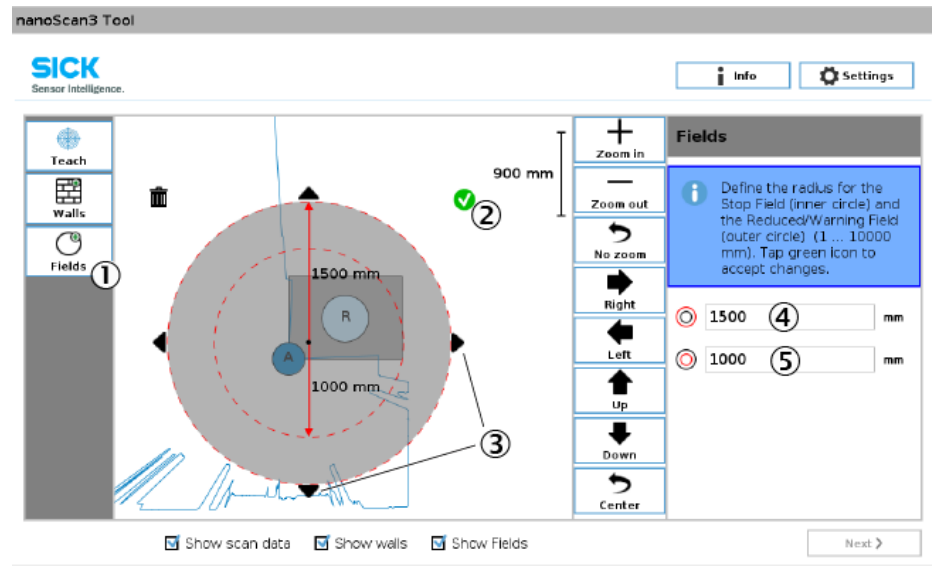 nanoScan3 Tool
SICK
Sensor Intelligence.
i Info
Settings
Teach
Walls
Fields
①
900 mm
②
1500 mm
R
A
1000 mm
③
Zoom in
Zoom out
No zoom
Right
Left
Up
Down
Center
Fields
i
Define the radius for the
Stop Field (inner circle) and
the Reduced/Warning Field
(outer circle) (1 ... 10000
mm). Tap green icon to
accept changes.
1500 ④ mm
1000 ⑤ mm
Show scan data Show walls Show Fields
Next